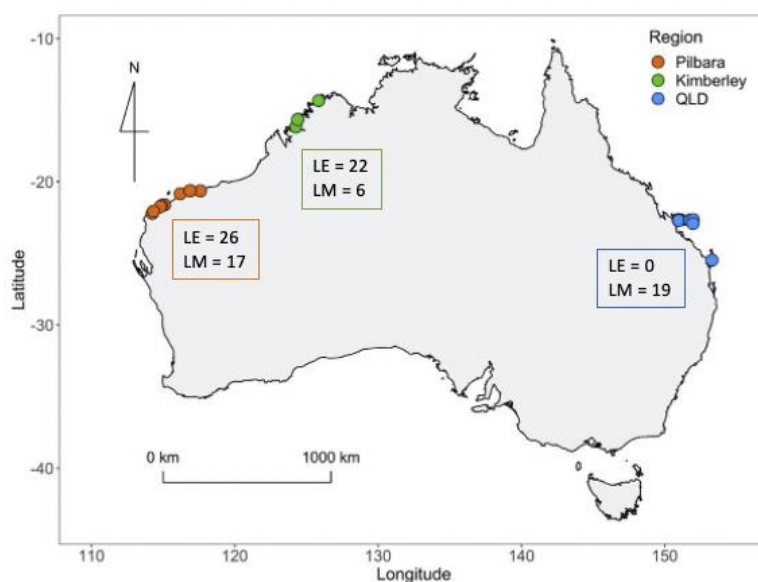 -10
-20
-30
-40
Latitude
N
Region
Pilbara
Kimberley
QLD
LE = 22
LM = 6
LE = 26
LM = 17
LE = 0
LM = 19
0 km
1000 km
110
120
130
140
150
Longitude